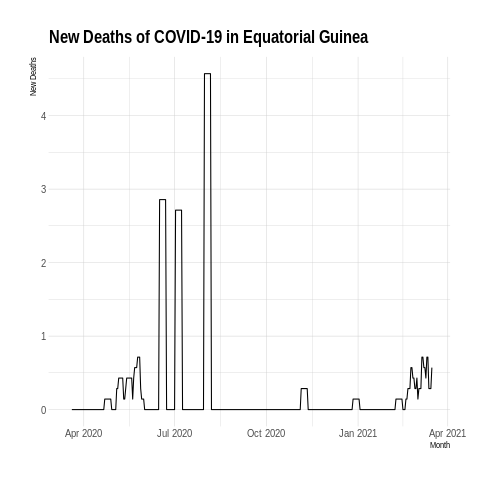 New Deaths of COVID-19 in Equatorial Guinea
New Deaths
4
3
2
1
0
Apr 2020 Jul 2020 Oct 2020 Jan 2021 Apr 2021
Month